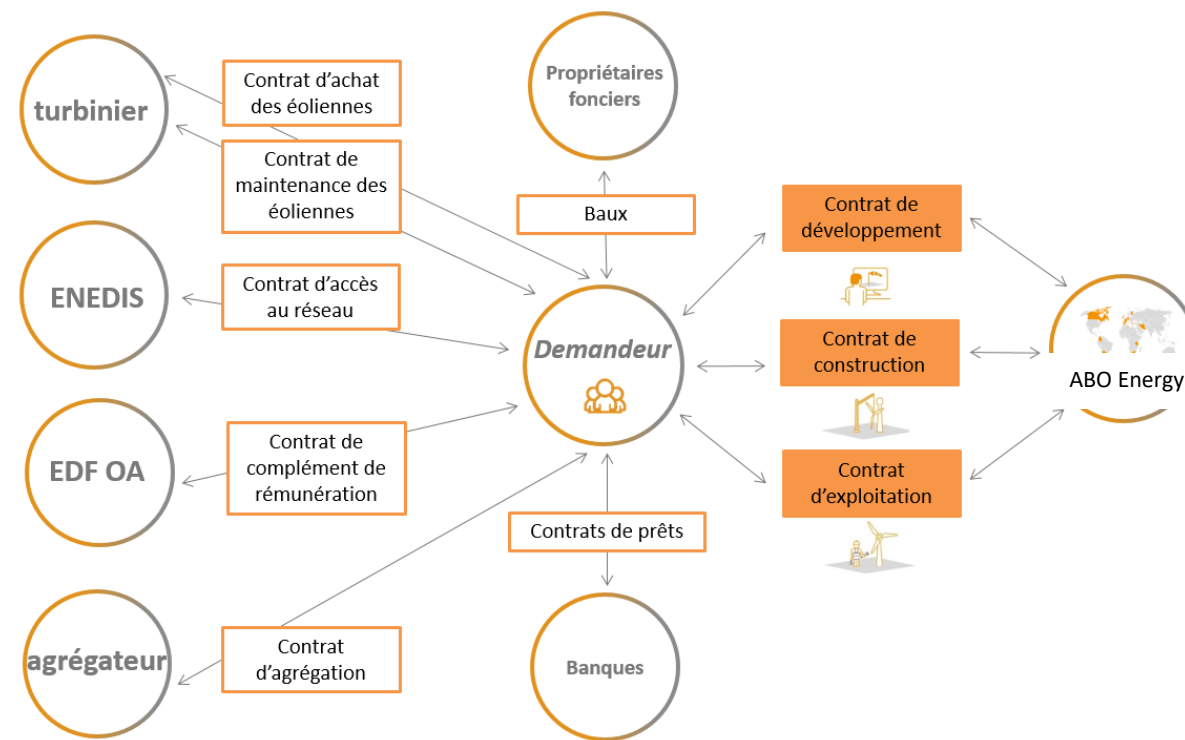 turbinier
Contrat d’achat
des éoliennes
Contrat de
maintenance des
éoliennes
Propriétaires
fonciers
Baux
Contrat de
développement
ENEDIS
Contrat d’accès
au réseau
Demandeur
Contrat de
construction
ABO Energy
EDF OA
Contrat de
complément de
rémunération
Contrat
d’exploitation
Contrats de prêts
agrégateur
Contrat
d’agrégation
Banques